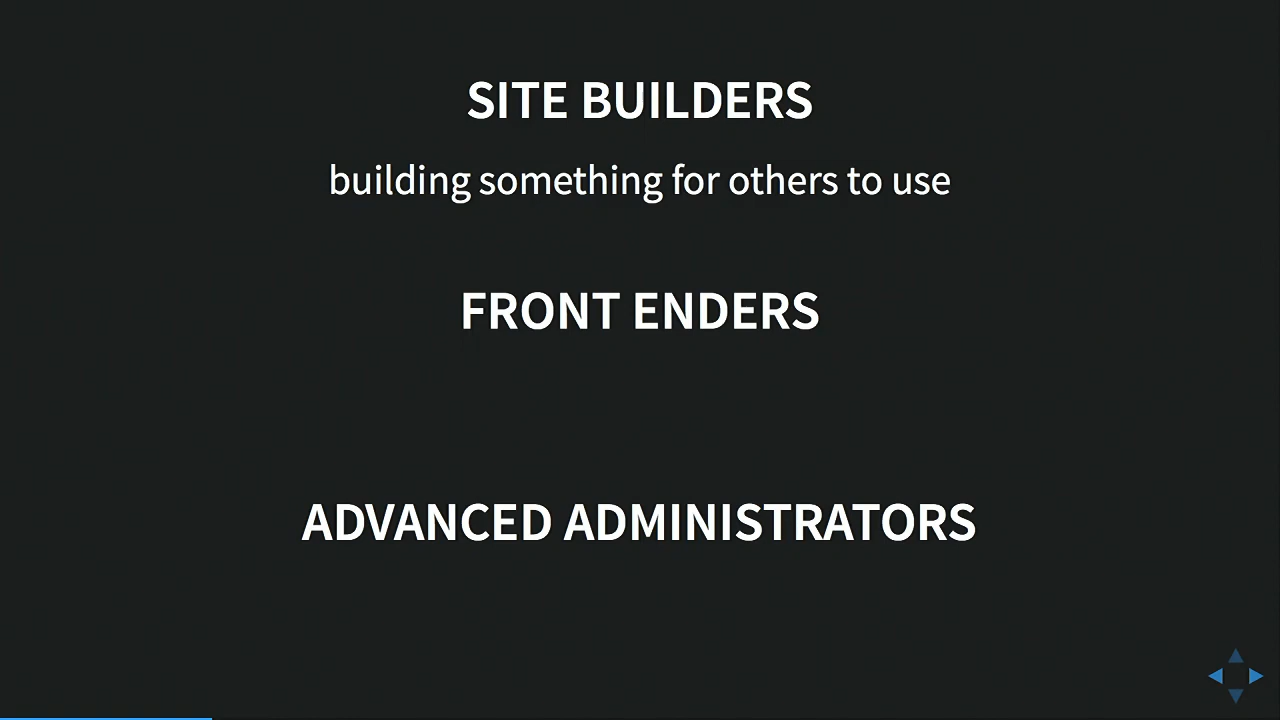 SITE BUILDERS
building something for others to use
FRONT ENDERS
ADVANCED ADMINISTRATORS